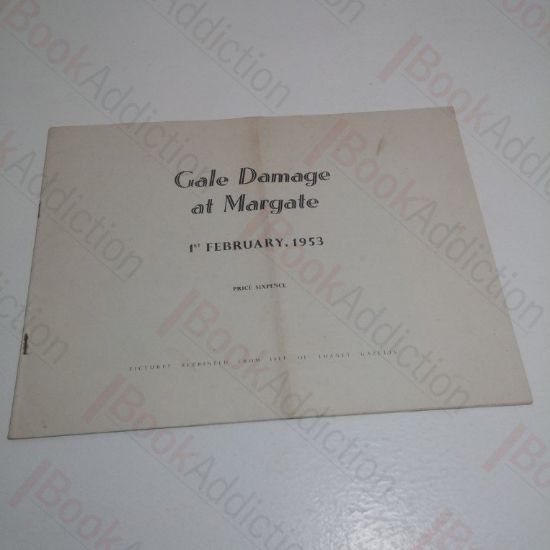 Gale Damage
at Margate
1ST FEBRUARY, 1953
PRICE SIXPENCE
PICTURES REPRINTED FROM ISLE OF THANET GAZETTE
BookAddiction